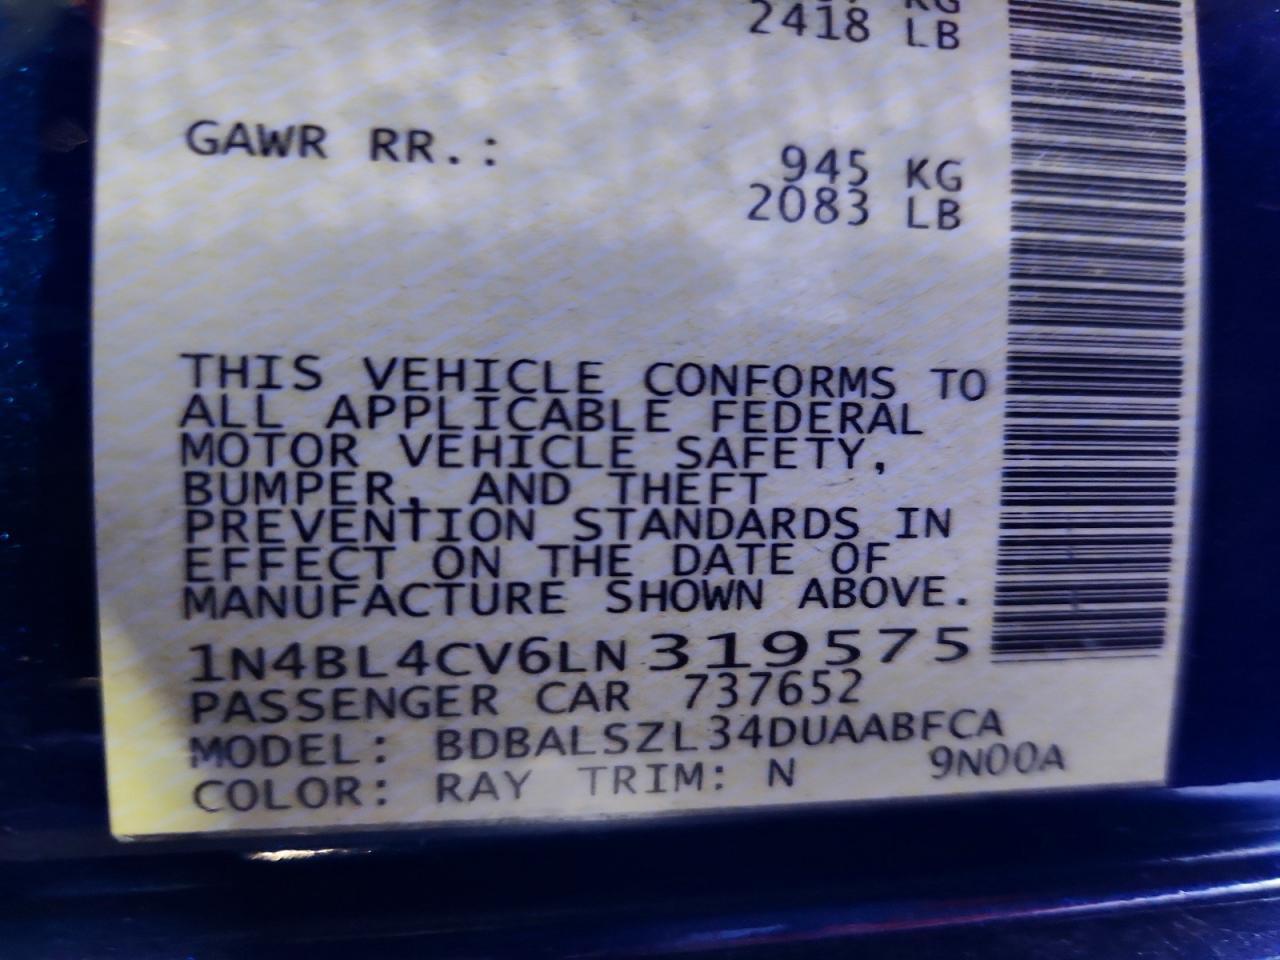 KG
2418 LB
GAWR RR.:
945 KG
2083 LB
THIS VEHICLE CONFORMS TO
ALL APPLICABLE FEDERAL
MOTOR VEHICLE SAFETY,
BUMPER, AND THEFT
PREVENTION STANDARDS IN
EFFECT ON THE DATE OF
MANUFACTURE SHOWN ABOVE.
1N4BL4CV6LN319575
PASSENGER CAR 737652
MODEL: BDBALSZL34DUAABFCA
COLOR: RAY TRIM: N 9N00A